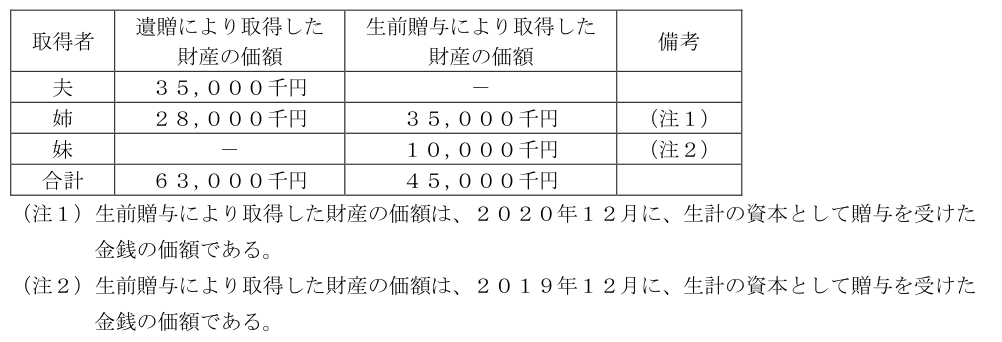 取得者 遺贈により取得した財産の価額 生前贈与により取得した財産の価額 備考
夫 ３５,０００千円 －
姉 ２８,０００千円 ３５,０００千円 （注１）
妹 － １０,０００千円 （注２）
合計 ６３,０００千円 ４５,０００千円
（注１）生前贈与により取得した財産の価額は、２０２０年１２月に、生計の資本として贈与を受けた
金銭の価額である。
（注２）生前贈与により取得した財産の価額は、２０１９年１２月に、生計の資本として贈与を受けた
金銭の価額である。